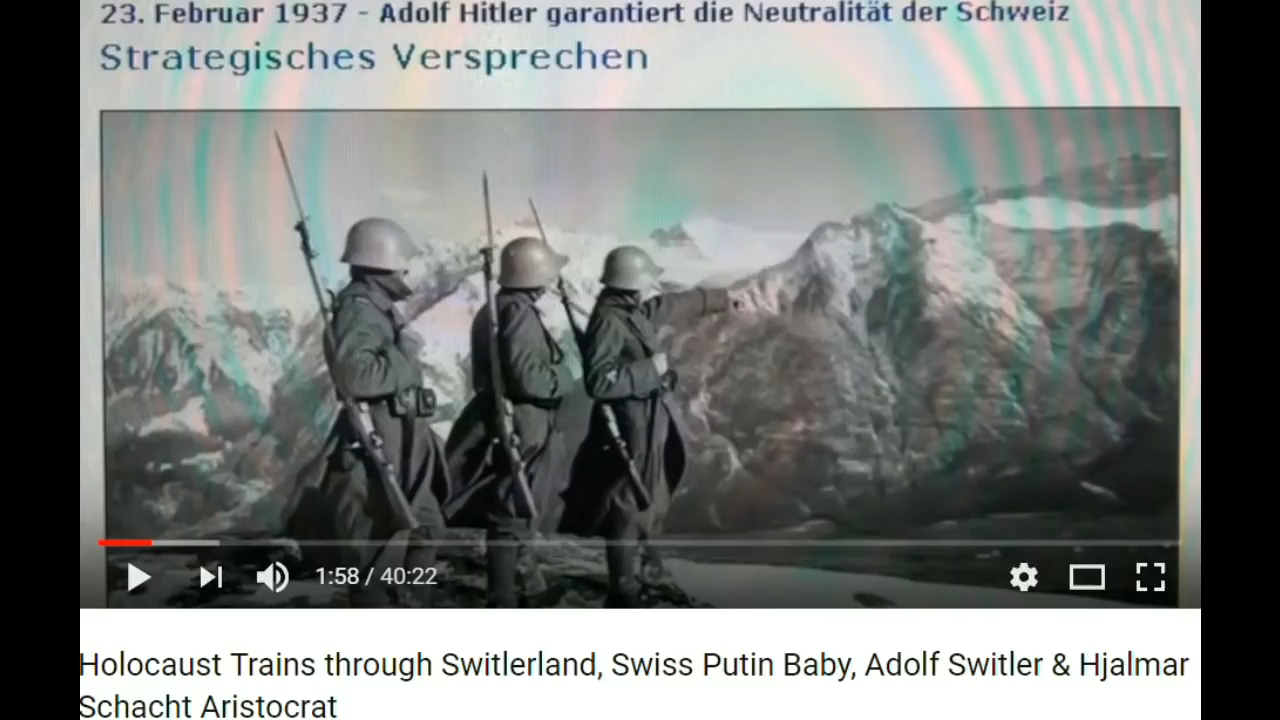 23. Februar 1937 - Adolf Hitler garantiert die Neutralität der Schweiz
Strategisches Versprechen
1:58 / 40:22
Holocaust Trains through Switlerland, Swiss Putin Baby, Adolf Switler & Hjalmar
Schacht Aristocrat